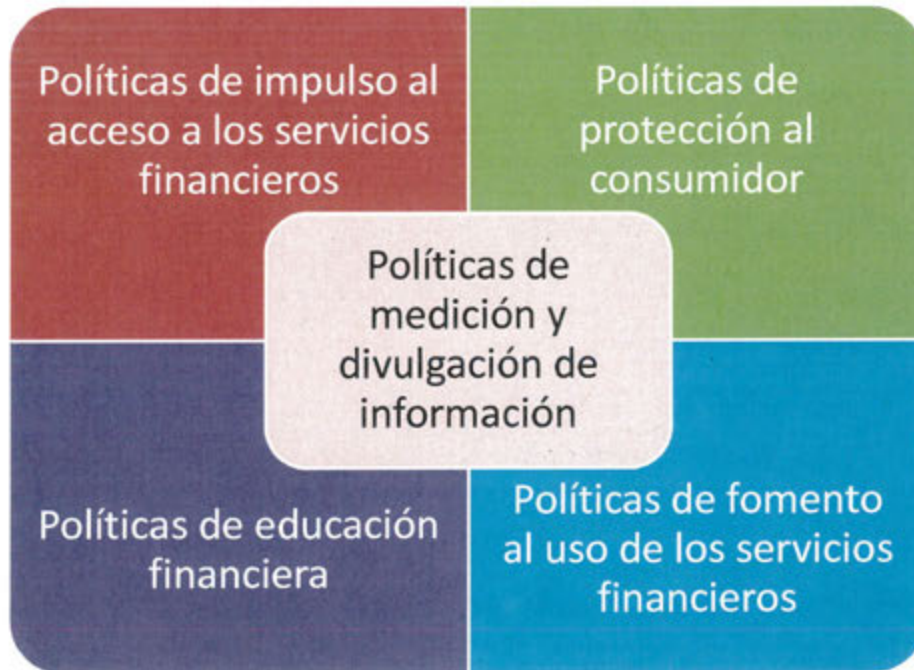 Políticas de impulso al
acceso a los servicios
financieros
Políticas de
protección al
consumidor
Políticas de
medición y
divulgación de
información
Políticas de educación
financiera
Políticas de fomento
al uso de los servicios
financieros